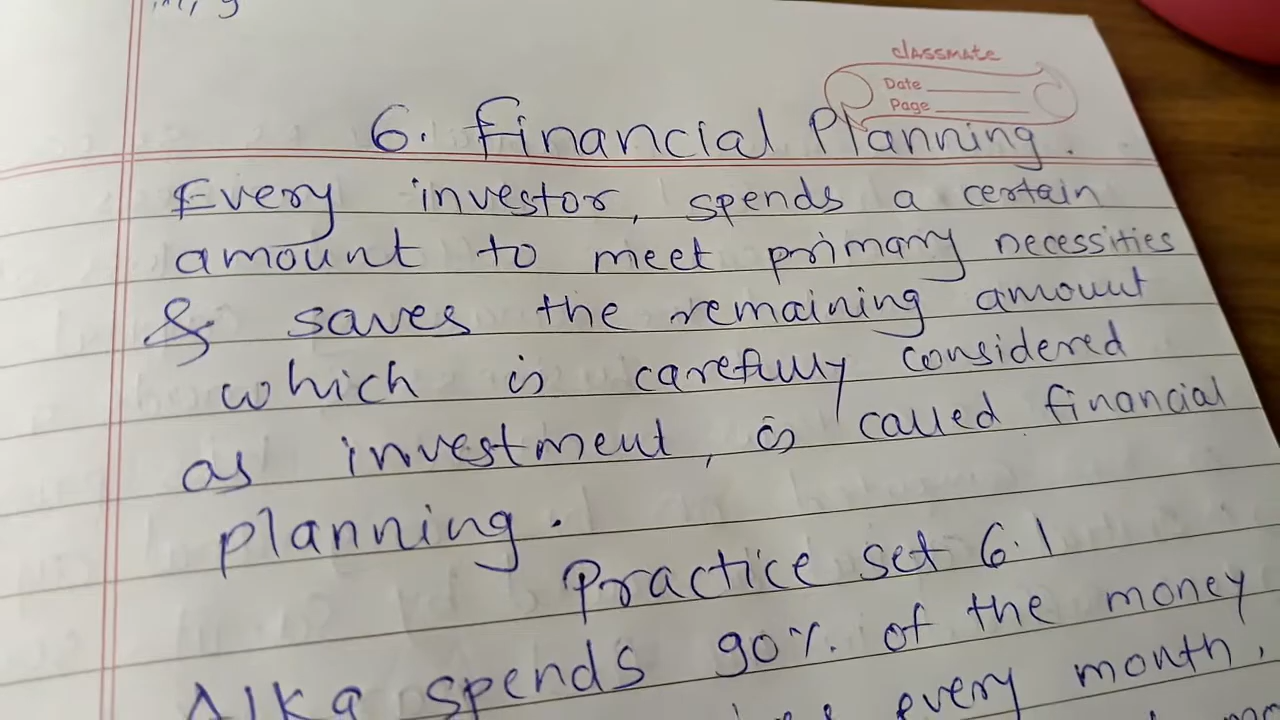 classmate
Date
Page
6. Financial Planning.
Every investor, spends a certain
amount to meet primary necessities
& saves the remaining amount
which is carefully considered
as investment, is called financial
planning.
Practice set 6.1
Alka spends 90% of the money
every month,